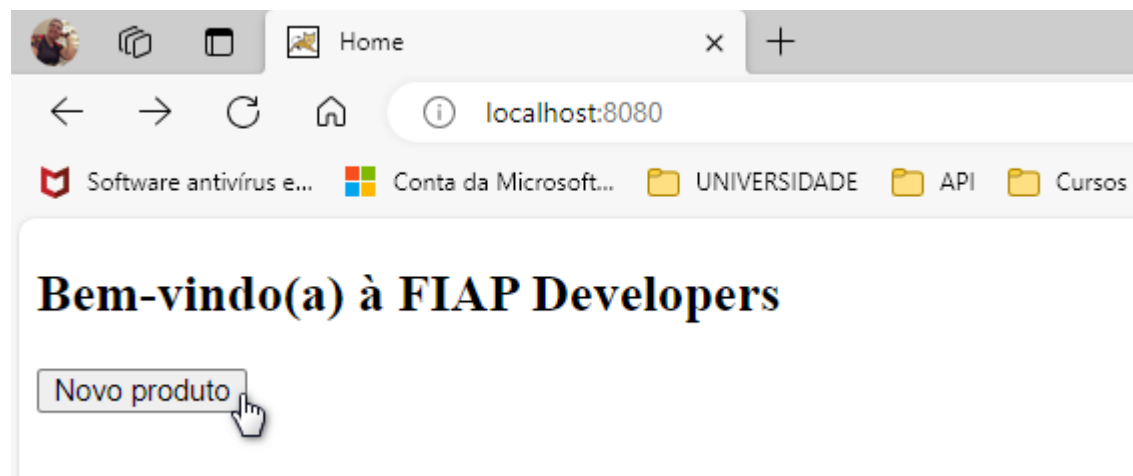 Home
localhost:8080
Software antivírus e... Conta da Microsoft... UNIVERSIDADE API Cursos
Bem-vindo(a) à FIAP Developers
Novo produto